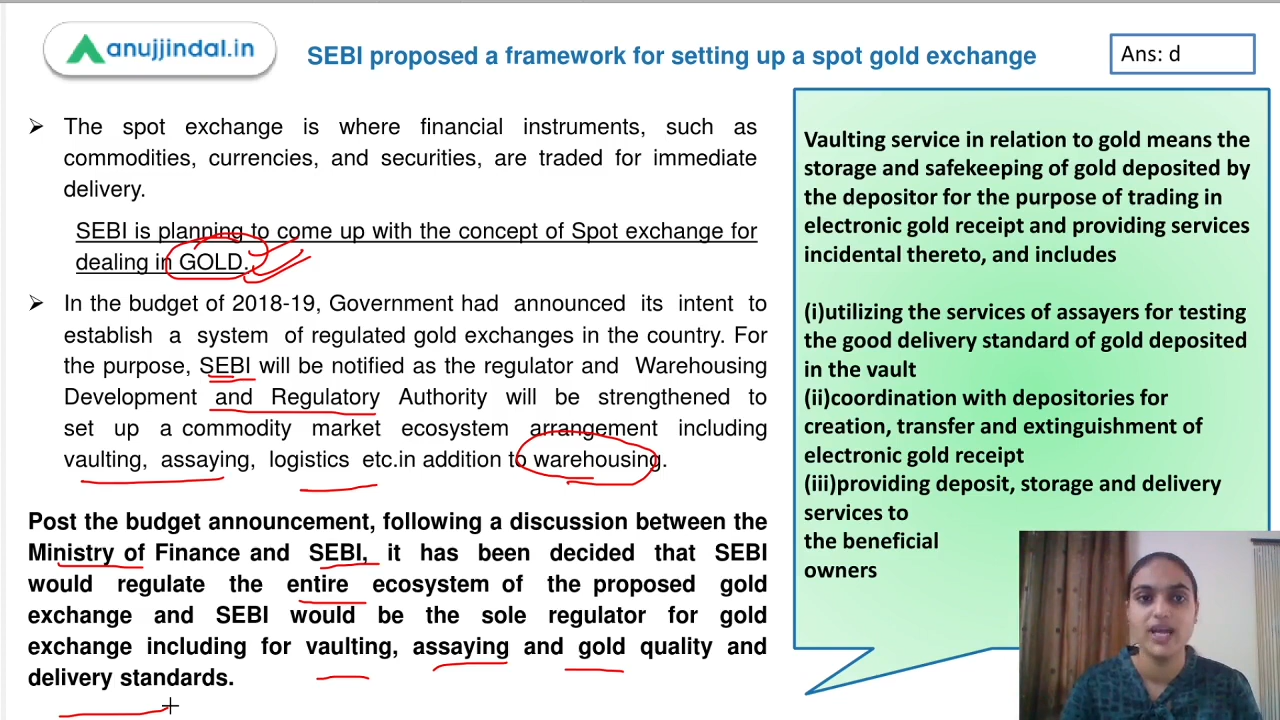 anujjindal.in
SEBI proposed a framework for setting up a spot gold exchange
Ans: d
The spot exchange is where financial instruments, such as
commodities, currencies, and securities, are traded for immediate
delivery.
SEBI is planning to come up with the concept of Spot exchange for
dealing in GOLD.
In the budget of 2018-19, Government had announced its intent to
establish a system of regulated gold exchanges in the country. For
the purpose, SEBI will be notified as the regulator and Warehousing
Development and Regulatory Authority will be strengthened to
set up a commodity market ecosystem arrangement including
vaulting, assaying, logistics etc.in addition to warehousing.
Post the budget announcement, following a discussion between the
Ministry of Finance and SEBI, it has been decided that SEBI
would regulate the entire ecosystem of the proposed gold
exchange and SEBI would be the sole regulator for gold
exchange including for vaulting, assaying and gold quality and
delivery standards.
Vaulting service in relation to gold means the
storage and safekeeping of gold deposited by
the depositor for the purpose of trading in
electronic gold receipt and providing services
incidental thereto, and includes
(i)utilizing the services of assayers for testing
the good delivery standard of gold deposited
in the vault
(ii)coordination with depositories for
creation, transfer and extinguishment of
electronic gold receipt
(iii)providing deposit, storage and delivery
services to
the beneficial
owners